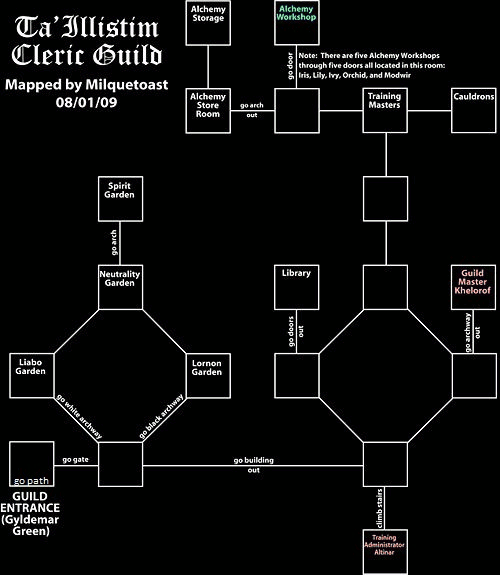 Ta'Illistim
Cleric Guild
Mapped by Milquetoast
08/01/09
Alchemy
Storage
Alchemy
Workshop
go door
Note: There are five Alchemy Workshops
through five doors all located in this room:
Iris, Lily, Ivy, Orchid, and Modwir
Alchemy
Store
Room
go arch
out
Training
Masters
Cauldrons
Spirit
Garden
go arch
Neutrality
Garden
Library
go doors
out
Guild
Master
Khelorof
go archway
out
Liabo
Garden
Lornon
Garden
go white archway
go black archway
go path
go gate
go building
out
GUILD
ENTRANCE
(Gyldemar
Green)
climb stairs
Training
Administrator
Altinar